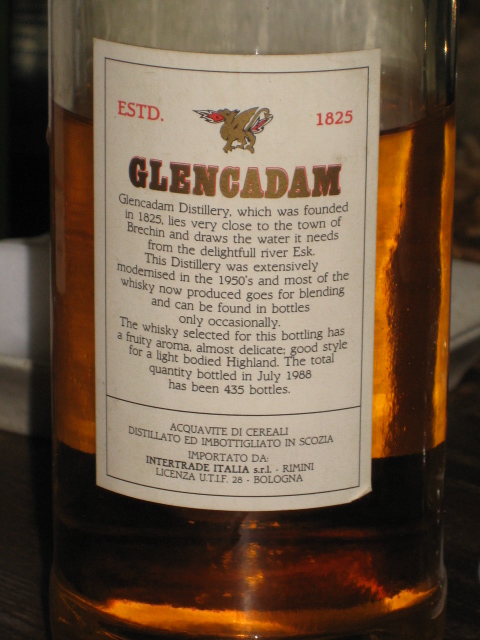 ESTD. 1825
GLENCADAM
Glencadam Distillery, which was founded
in 1825, lies very close to the town of
Brechin and draws the water it needs
from the delightfull river Esk.
This Distillery was extensively
modernised in the 1950's and most of the
whisky now produced goes for blending
and can be found in bottles
only occasionally.
The whisky selected for this bottling has
a fruity aroma, almost delicate; good style
for a light bodied Highland. The total
quantity bottled in July 1988
has been 435 bottles.
ACQUAVITE DI CEREALI
DISTILLATO ED IMBOTTIGLIATO IN SCOZIA
IMPORTATO DA:
INTERTRADE ITALIA s.r.l. - RIMINI
LICENZA U.T.I.F. 28 - BOLOGNA